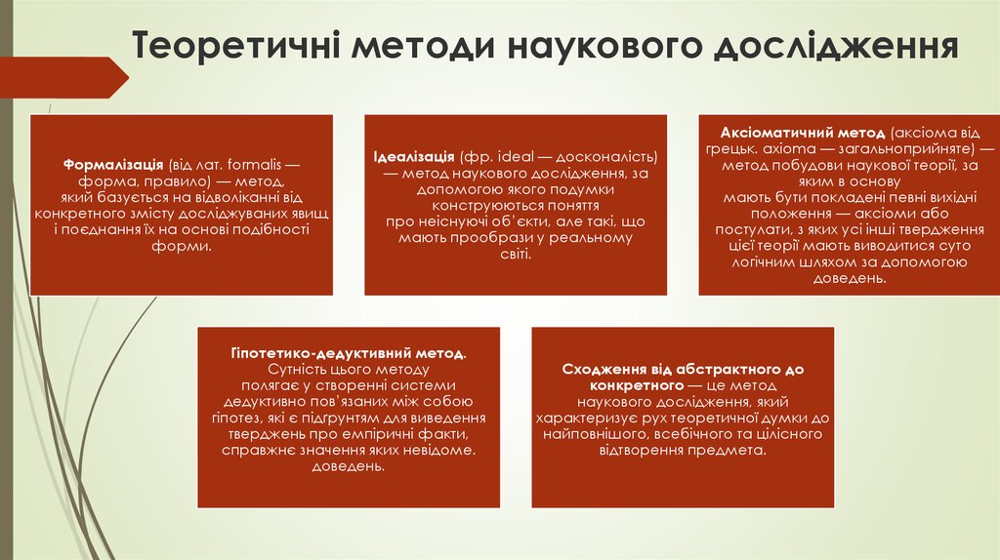 Теоретичні методи наукового дослідження
Формалізація (від лат. formalis —
форма, правило) — метод,
який базується на відволіканні від
конкретного змісту досліджуваних явищ
і поєднання їх на основі подібності
форми.
Ідеалізація (фр. ideal — досконалість)
— метод наукового дослідження, за
допомогою якого подумки
конструюються поняття
про неіснуючі об'єкти, але такі, що
мають прообрази у реальному
світі.
Аксіоматичний метод (аксіома від
грецьк. axioma — загальноприйняте) —
метод побудови наукової теорії, за
яким в основу
мають бути покладені певні вихідні
положення — аксіоми або
постулати, з яких усі інші твердження
цієї теорії мають виводитися суто
логічним шляхом за допомогою
доведень.
Гіпотетико-дедуктивний метод.
Сутність цього методу
полягає у створенні системи
дедуктивно пов'язаних між собою
гіпотез, які є підґрунтям для виведення
тверджень про емпіричні факти,
справжнє значення яких невідоме.
доведень.
Сходження від абстрактного до
конкретного — це метод
наукового дослідження, який
характеризує рух теоретичної думки до
найповнішого, всебічного та цілісного
відтворення предмета.